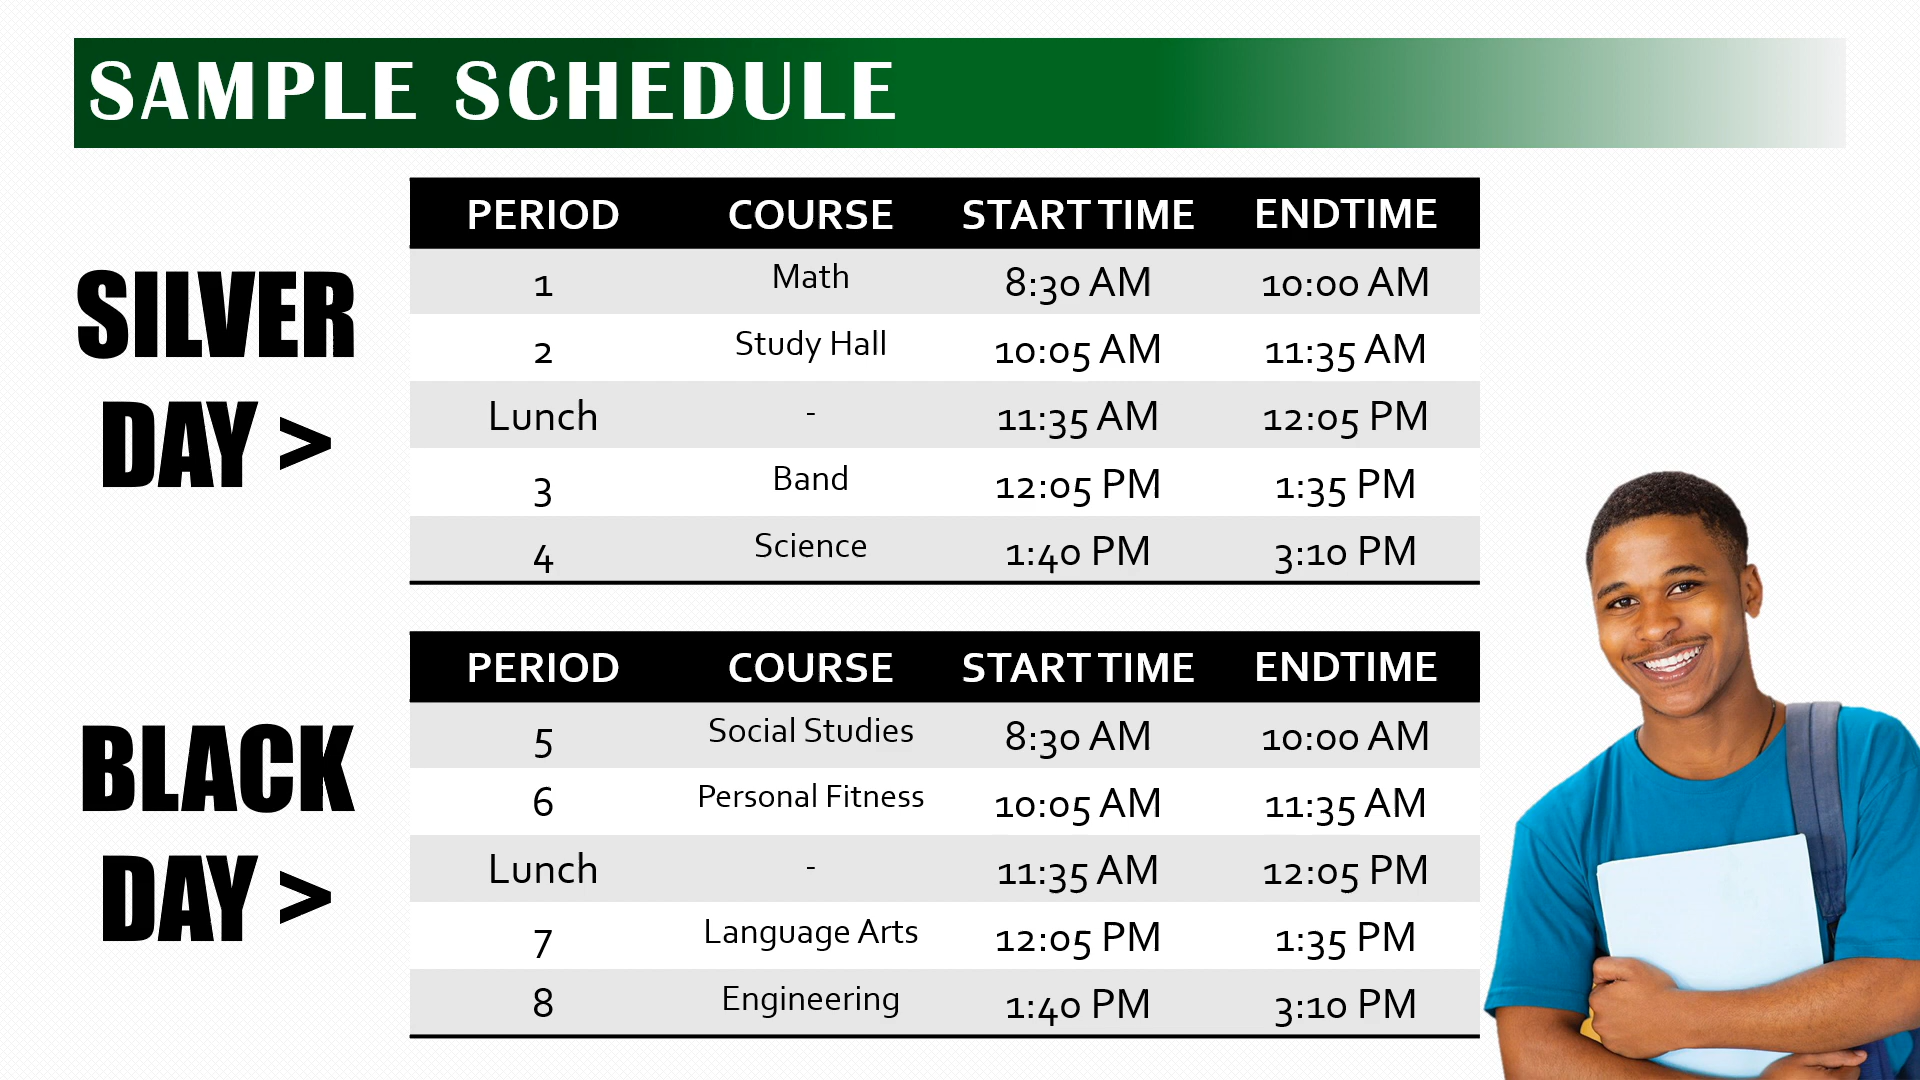 SAMPLE SCHEDULE
SILVER
DAY >
PERIOD COURSE START TIME ENDTIME
1 Math 8:30 AM 10:00 AM
2 Study Hall 10:05 AM 11:35 AM
Lunch - 11:35 AM 12:05 PM
3 Band 12:05 PM 1:35 PM
4 Science 1:40 PM 3:10 PM
BLACK
DAY >
PERIOD COURSE START TIME ENDTIME
5 Social Studies 8:30 AM 10:00 AM
6 Personal Fitness 10:05 AM 11:35 AM
Lunch - 11:35 AM 12:05 PM
7 Language Arts 12:05 PM 1:35 PM
8 Engineering 1:40 PM 3:10 PM